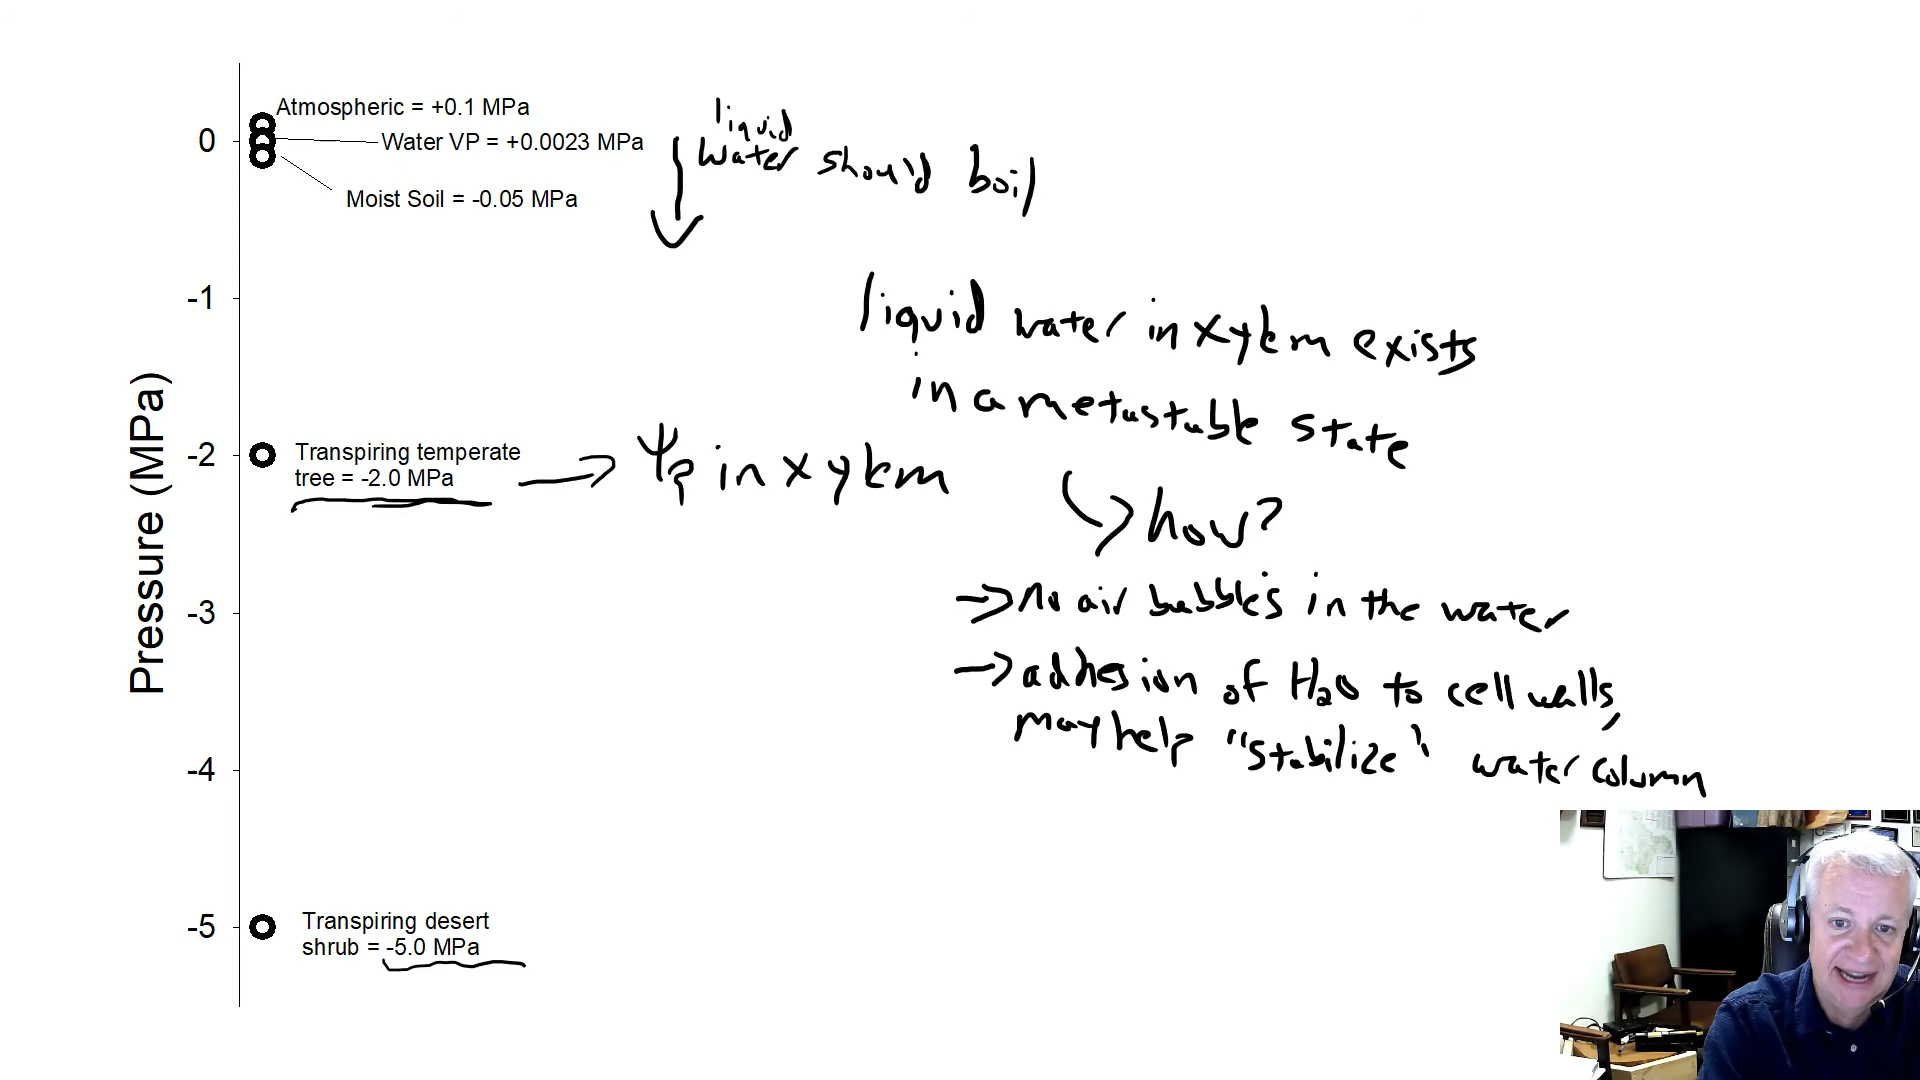 Atmospheric = +0.1 MPa
0
Water VP = +0.0023 MPa
Moist Soil = -0.05 MPa
liquid
water should boil
-1
liquid water in xylem exists
in a metastable state
-2
Transpiring temperate
tree = -2.0 MPa
Ψp in xylem
how?
-3
no air bubbles in the water
adhesion of H2O to cell walls,
may help "stabilize" water column
-4
-5
Transpiring desert
shrub = -5.0 MPa
Pressure (MPa)